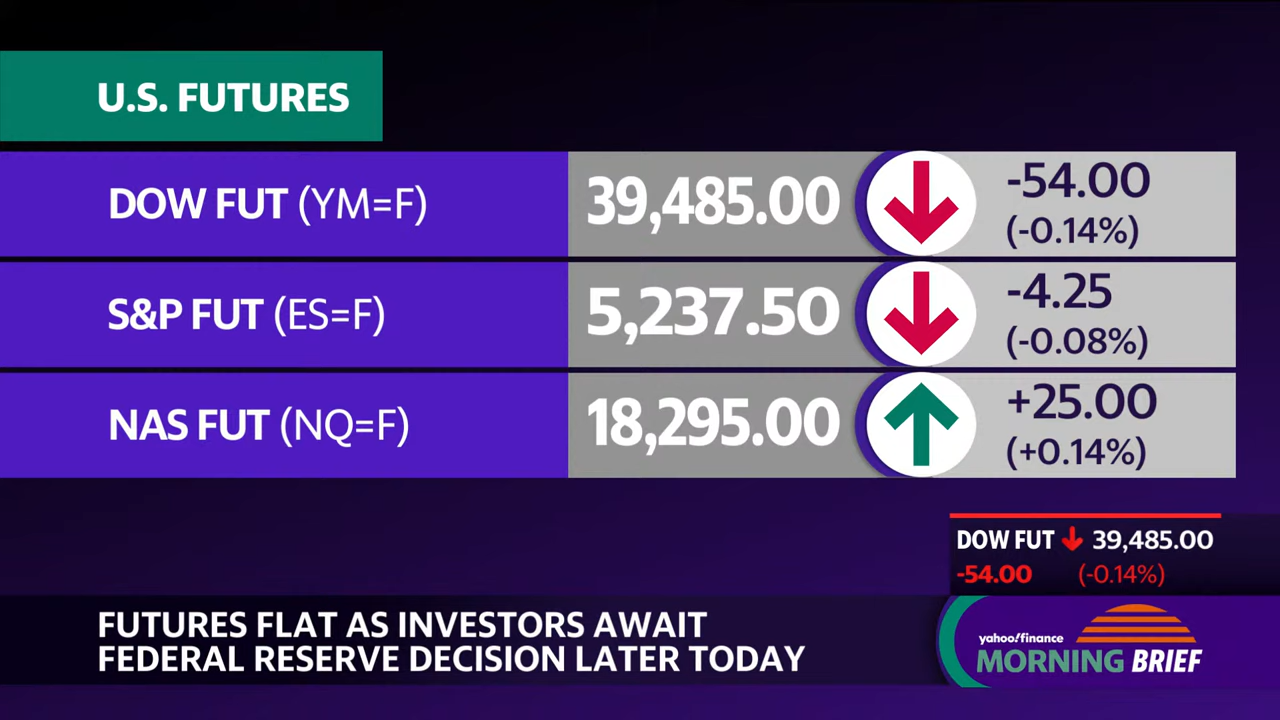 U.S. FUTURES
DOW FUT (YM=F) 39,485.00 -54.00
(-0.14%)
S&P FUT (ES=F) 5,237.50 -4.25
(-0.08%)
NAS FUT (NQ=F) 18,295.00 +25.00
(+0.14%)
DOW FUT 39,485.00
-54.00 (-0.14%)
FUTURES FLAT AS INVESTORS AWAIT
FEDERAL RESERVE DECISION LATER TODAY
yahoo!finance
MORNING BRIEF